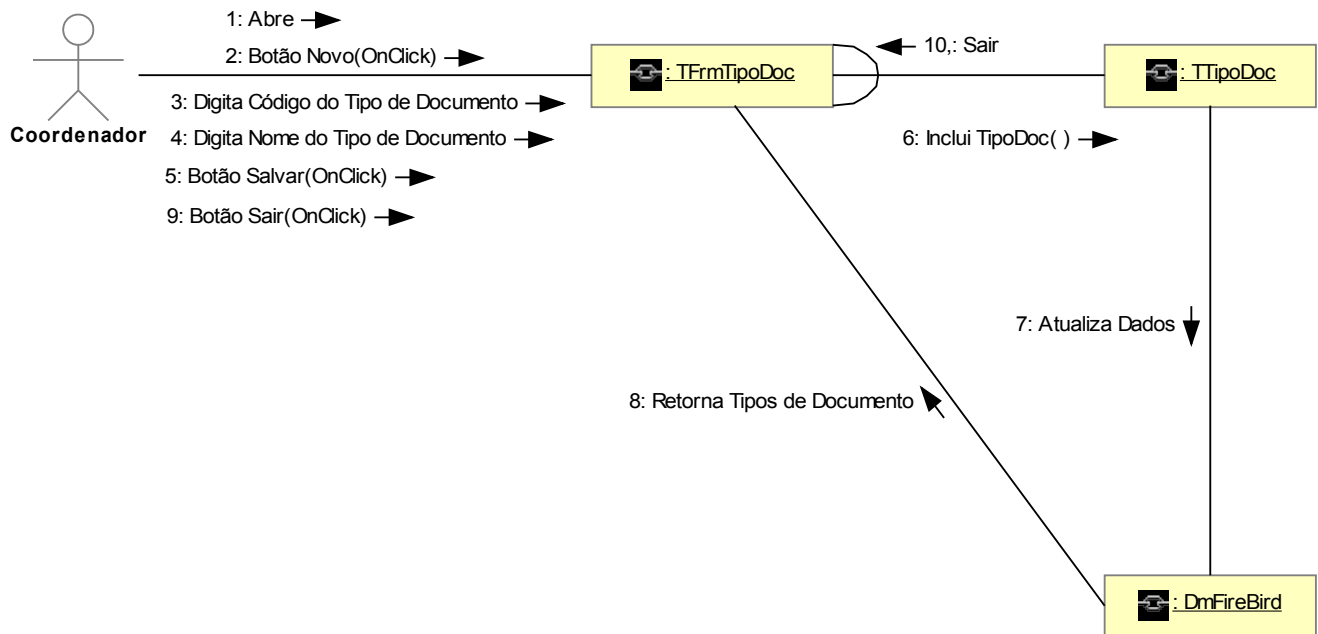 1: Abre
2: Botão Novo(OnClick)
10,: Sair
: TFrmTipoDoc
: TTipoDoc
3: Digita Código do Tipo de Documento
Coordenador
4: Digita Nome do Tipo de Documento
6: Inclui TipoDoc( )
5: Botão Salvar(OnClick)
9: Botão Sair(OnClick)
7: Atualiza Dados
8: Retorna Tipos de Documento
: DmFireBird